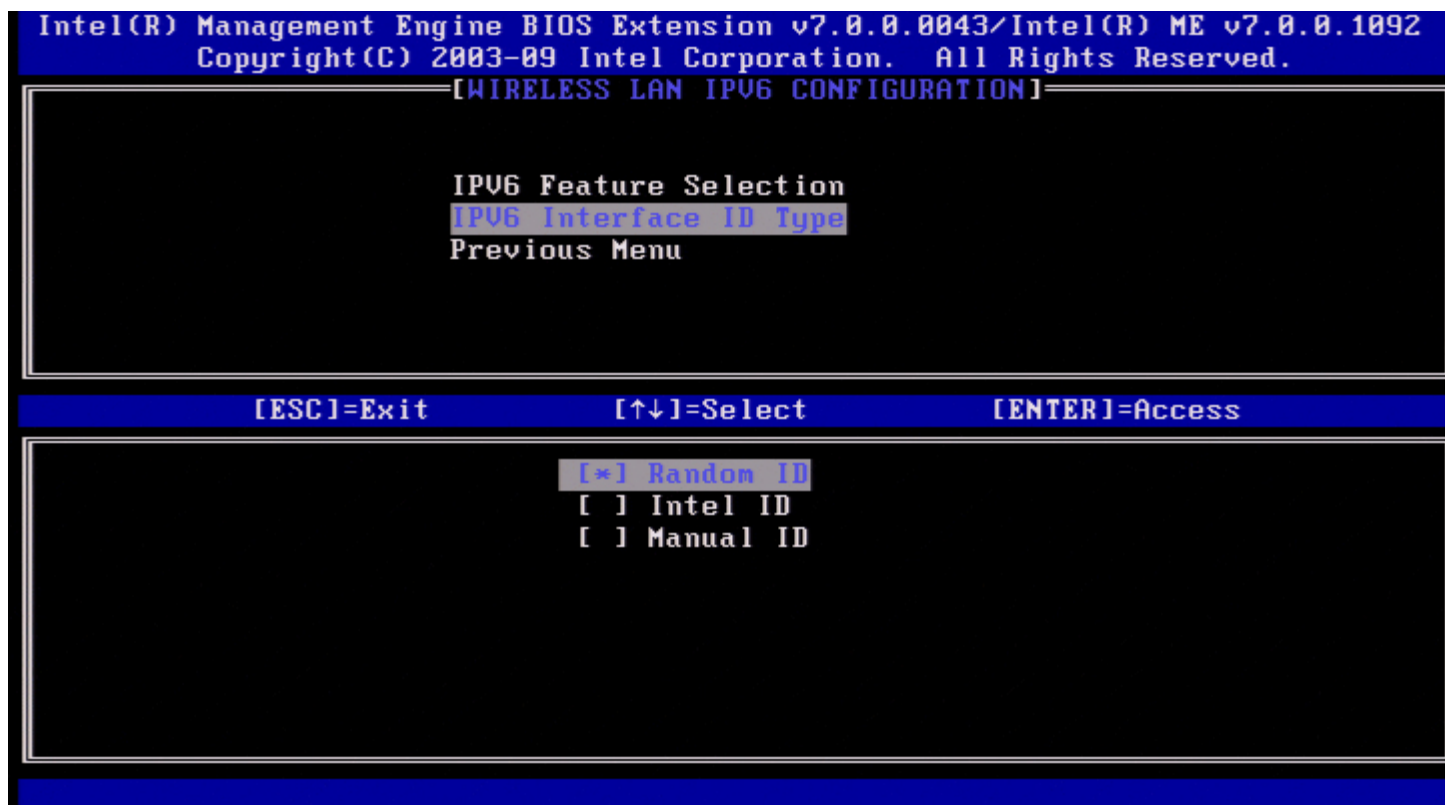 Intel(R) Management Engine BIOS Extension v7.0.0.0043/Intel(R) ME v7.0.0.1092
Copyright(C) 2003-09 Intel Corporation. All Rights Reserved.
[WIRELESS LAN IPV6 CONFIGURATION]
IPV6 Feature Selection
IPV6 Interface ID Type
Previous Menu
[ESC]=Exit [↑↓]=Select [ENTER]=Access
[*] Random ID
[ ] Intel ID
[ ] Manual ID